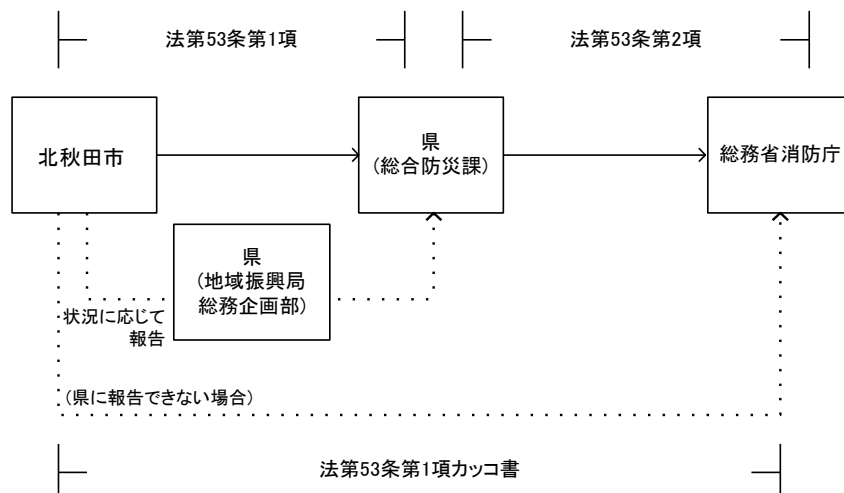 法第53条第1項
法第53条第2項
北秋田市
県
(総合防災課)
総務省消防庁
県
(地域振興局
総務企画部)
状況に応じて
報告
(県に報告できない場合)
法第53条第1項カッコ書